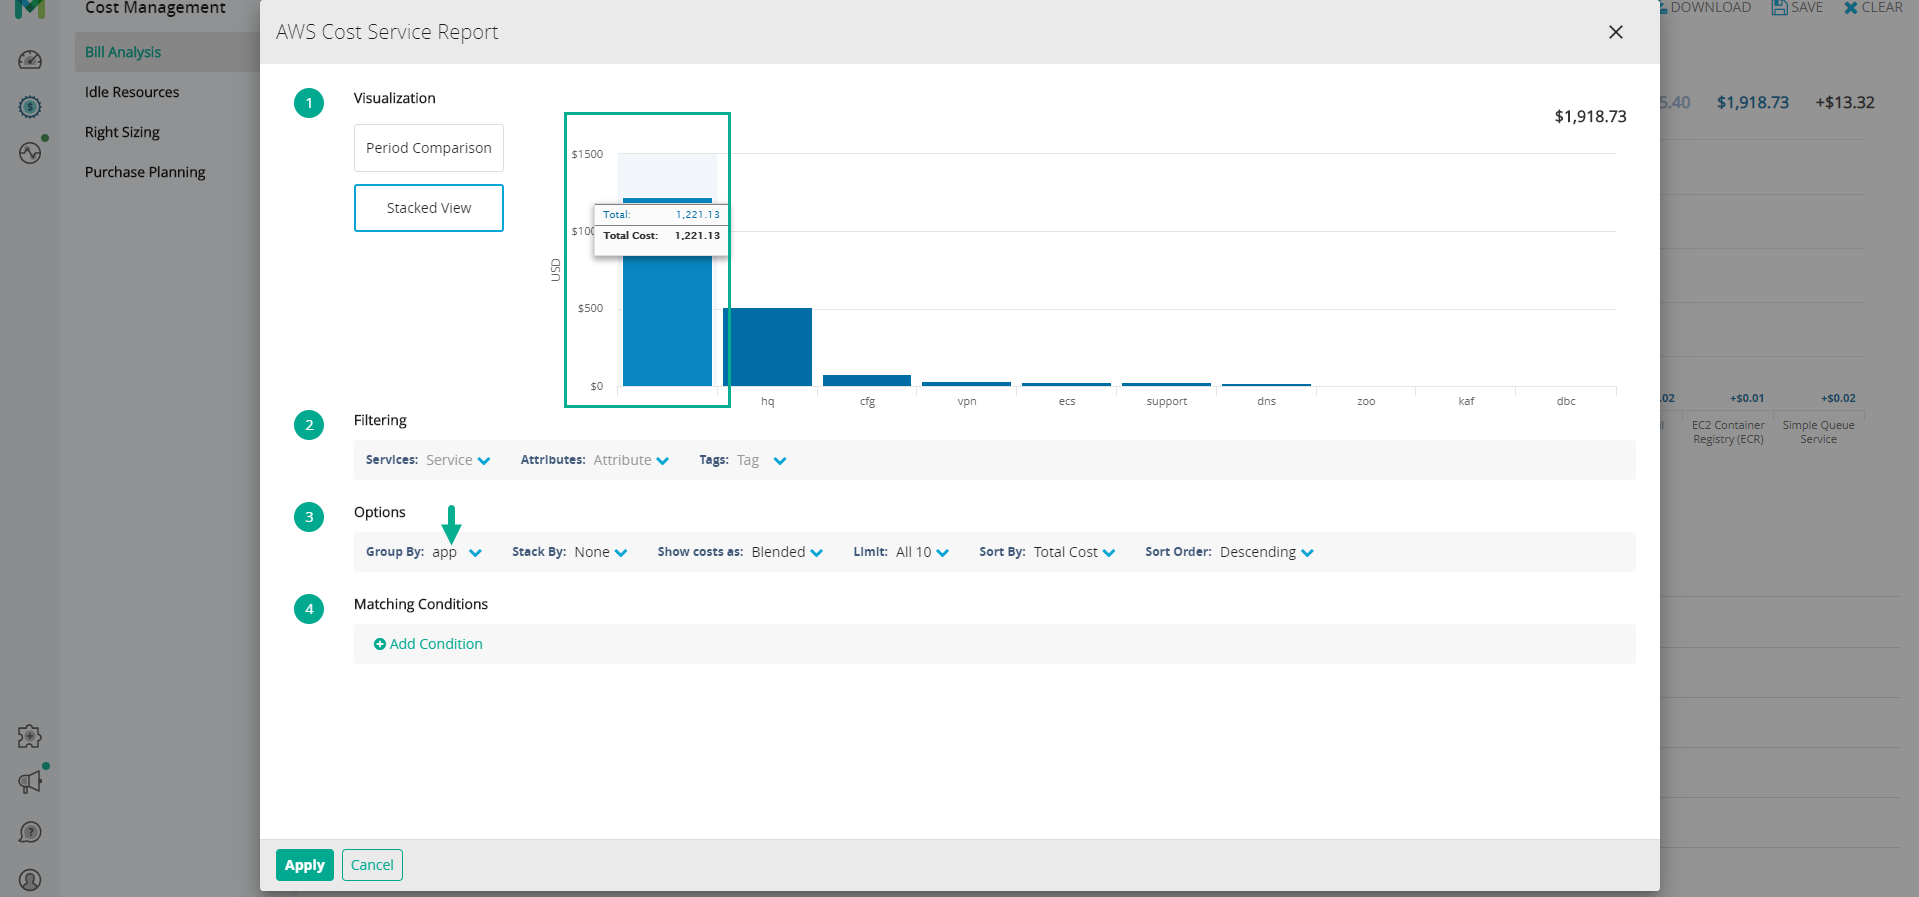 Cost Management
Bill Analysis
Idle Resources
Right Sizing
Purchase Planning
DOWNLOAD SAVE CLEAR
AWS Cost Service Report
1 Visualization
Period Comparison
Stacked View
$1,918.73
$1500
$500
$0
USD
Total: 1,221.13
Total Cost: 1,221.13
hq cfg vpn ecs support dns zoo kaf dbc
2 Filtering
Services: Service Attributes: Attribute Tags: Tag
3 Options
Group By: app Stack By: None Show costs as: Blended Limit: All 10 Sort By: Total Cost Sort Order: Descending
4 Matching Conditions
Add Condition
Apply Cancel
5.40 $1,918.73 +$13.32
.02 +$0.01 +$0.02
EC2 Container Simple Queue
Registry (ECR) Service